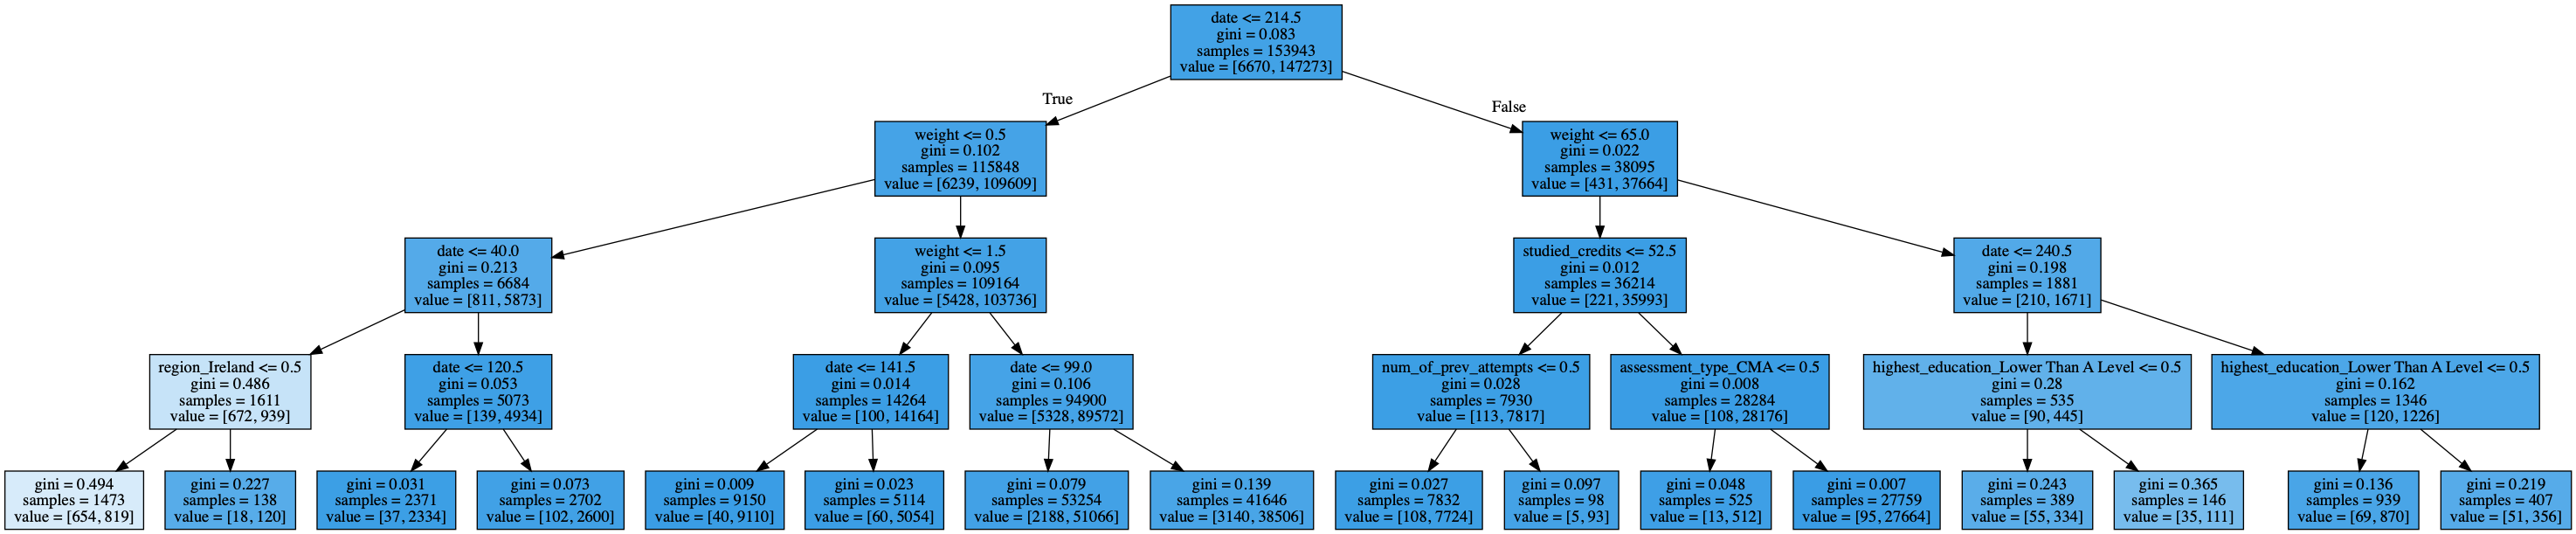 date <= 214.5
gini = 0.083
samples = 153943
value = [6670, 147273]
True
False
weight <= 0.5
gini = 0.102
samples = 115848
value = [6239, 109609]
weight <= 65.0
gini = 0.022
samples = 38095
value = [431, 37664]
date <= 40.0
gini = 0.213
samples = 6684
value = [811, 5873]
weight <= 1.5
gini = 0.095
samples = 109164
value = [5428, 103736]
studied_credits <= 52.5
gini = 0.012
samples = 36214
value = [221, 35993]
date <= 240.5
gini = 0.198
samples = 1881
value = [210, 1671]
region_Ireland <= 0.5
gini = 0.486
samples = 1611
value = [672, 939]
date <= 120.5
gini = 0.053
samples = 5073
value = [139, 4934]
date <= 141.5
gini = 0.014
samples = 14264
value = [100, 14164]
date <= 99.0
gini = 0.106
samples = 94900
value = [5328, 89572]
num_of_prev_attempts <= 0.5
gini = 0.028
samples = 7930
value = [113, 7817]
assessment_type_CMA <= 0.5
gini = 0.008
samples = 28284
value = [108, 28176]
highest_education_Lower Than A Level <= 0.5
gini = 0.28
samples = 535
value = [90, 445]
highest_education_Lower Than A Level <= 0.5
gini = 0.162
samples = 1346
value = [120, 1226]
gini = 0.494
samples = 1473
value = [654, 819]
gini = 0.227
samples = 138
value = [18, 120]
gini = 0.031
samples = 2371
value = [37, 2334]
gini = 0.073
samples = 2702
value = [102, 2600]
gini = 0.009
samples = 9150
value = [40, 9110]
gini = 0.023
samples = 5114
value = [60, 5054]
gini = 0.079
samples = 53254
value = [2188, 51066]
gini = 0.139
samples = 41646
value = [3140, 38506]
gini = 0.027
samples = 7832
value = [108, 7724]
gini = 0.097
samples = 98
value = [5, 93]
gini = 0.048
samples = 525
value = [13, 512]
gini = 0.007
samples = 27759
value = [95, 27664]
gini = 0.243
samples = 389
value = [55, 334]
gini = 0.365
samples = 146
value = [35, 111]
gini = 0.136
samples = 939
value = [69, 870]
gini = 0.219
samples = 407
value = [51, 356]